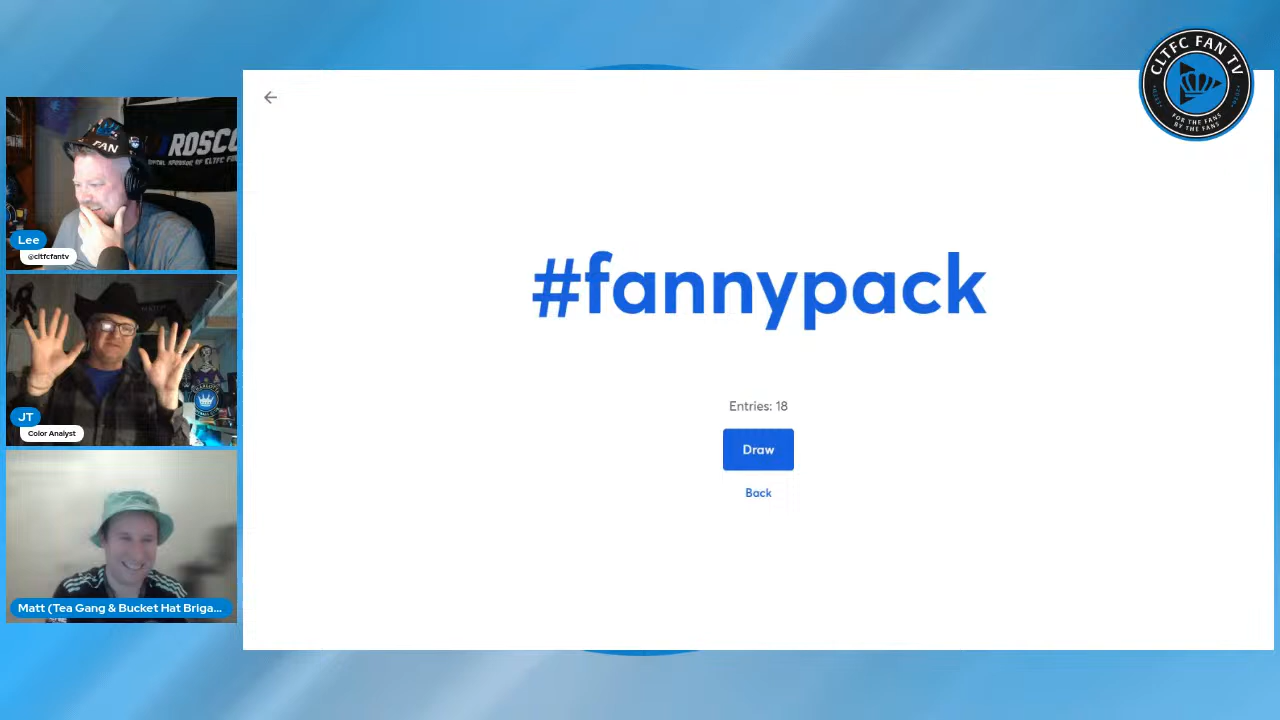 CLTFC FAN TV
FOR THE FANS
BY THE FANS
FAN
ROSCO
Lee
@cltfcfantv
JT
Color Analyst
Matt (Tea Gang & Bucket Hat Briga...
#fannypack
Entries: 18
Draw
Back